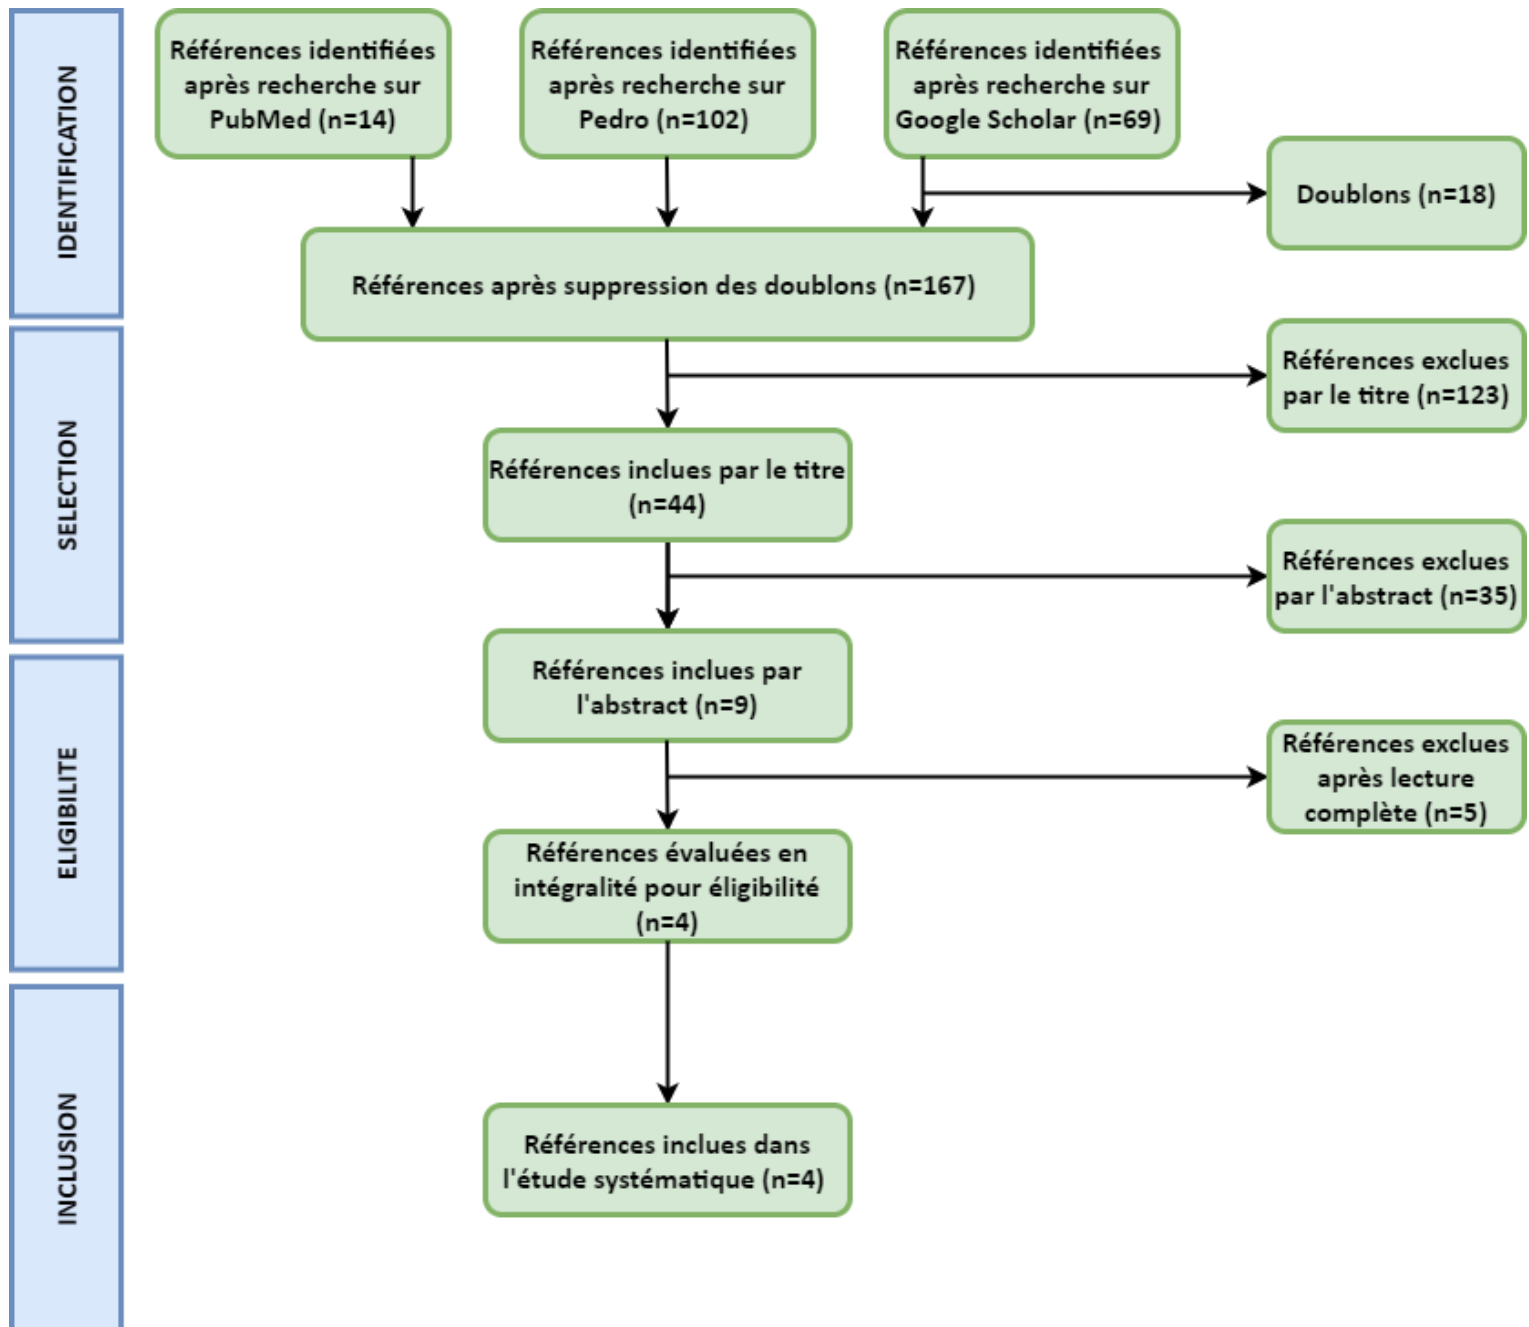 IDENTIFICATION
Références identifiées
après recherche sur
PubMed (n=14)
Références identifiées
après recherche sur
Pedro (n=102)
Références identifiées
après recherche sur
Google Scholar (n=69)
Doublons (n=18)
Références après suppression des doublons (n=167)
SELECTION
Références exclues
par le titre (n=123)
Références inclues par le titre
(n=44)
Références exclues
par l'abstract (n=35)
ELIGIBILITE
Références inclues par
l'abstract (n=9)
Références exclues
après lecture
complète (n=5)
Références évaluées en
intégralité pour éligibilité
(n=4)
INCLUSION
Références inclues dans
l'étude systématique (n=4)